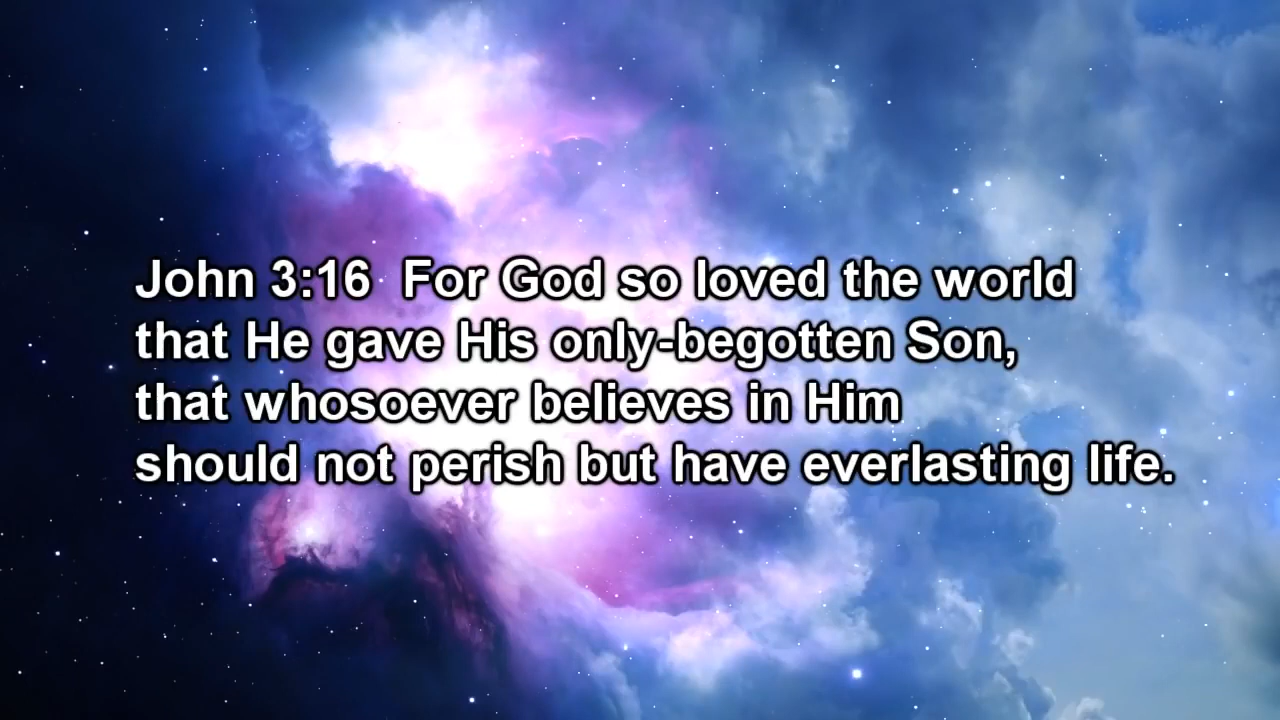 John 3:16  For God so loved the world
that He gave His only-begotten Son,
that whosoever believes in Him
should not perish but have everlasting life.